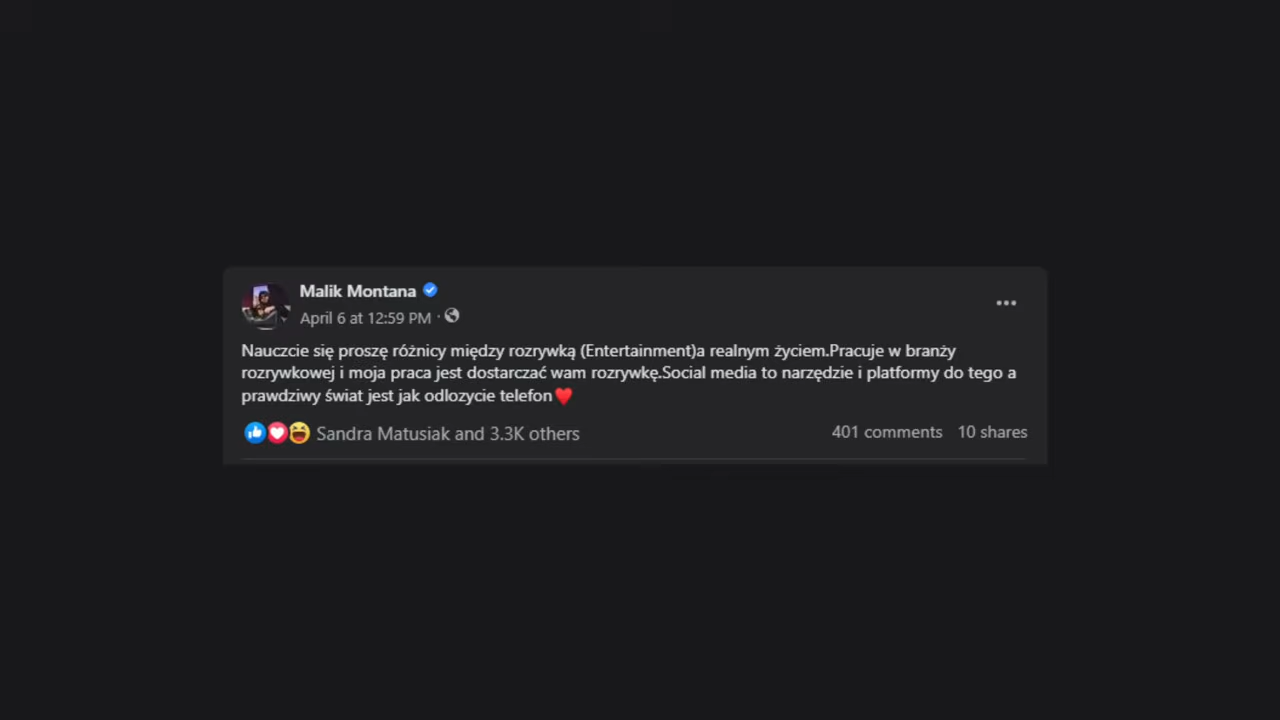 Malik Montana
April 6 at 12:59 PM ·
Nauczcie się proszę różnicy między rozrywką (Entertainment)a realnym życiem.Pracuje w branży
rozrywkowej i moja praca jest dostarczać wam rozrywkę.Social media to narzędzie i platformy do tego a
prawdziwy świat jest jak odlozycie telefon❤️
Sandra Matusiak and 3.3K others
401 comments 10 shares